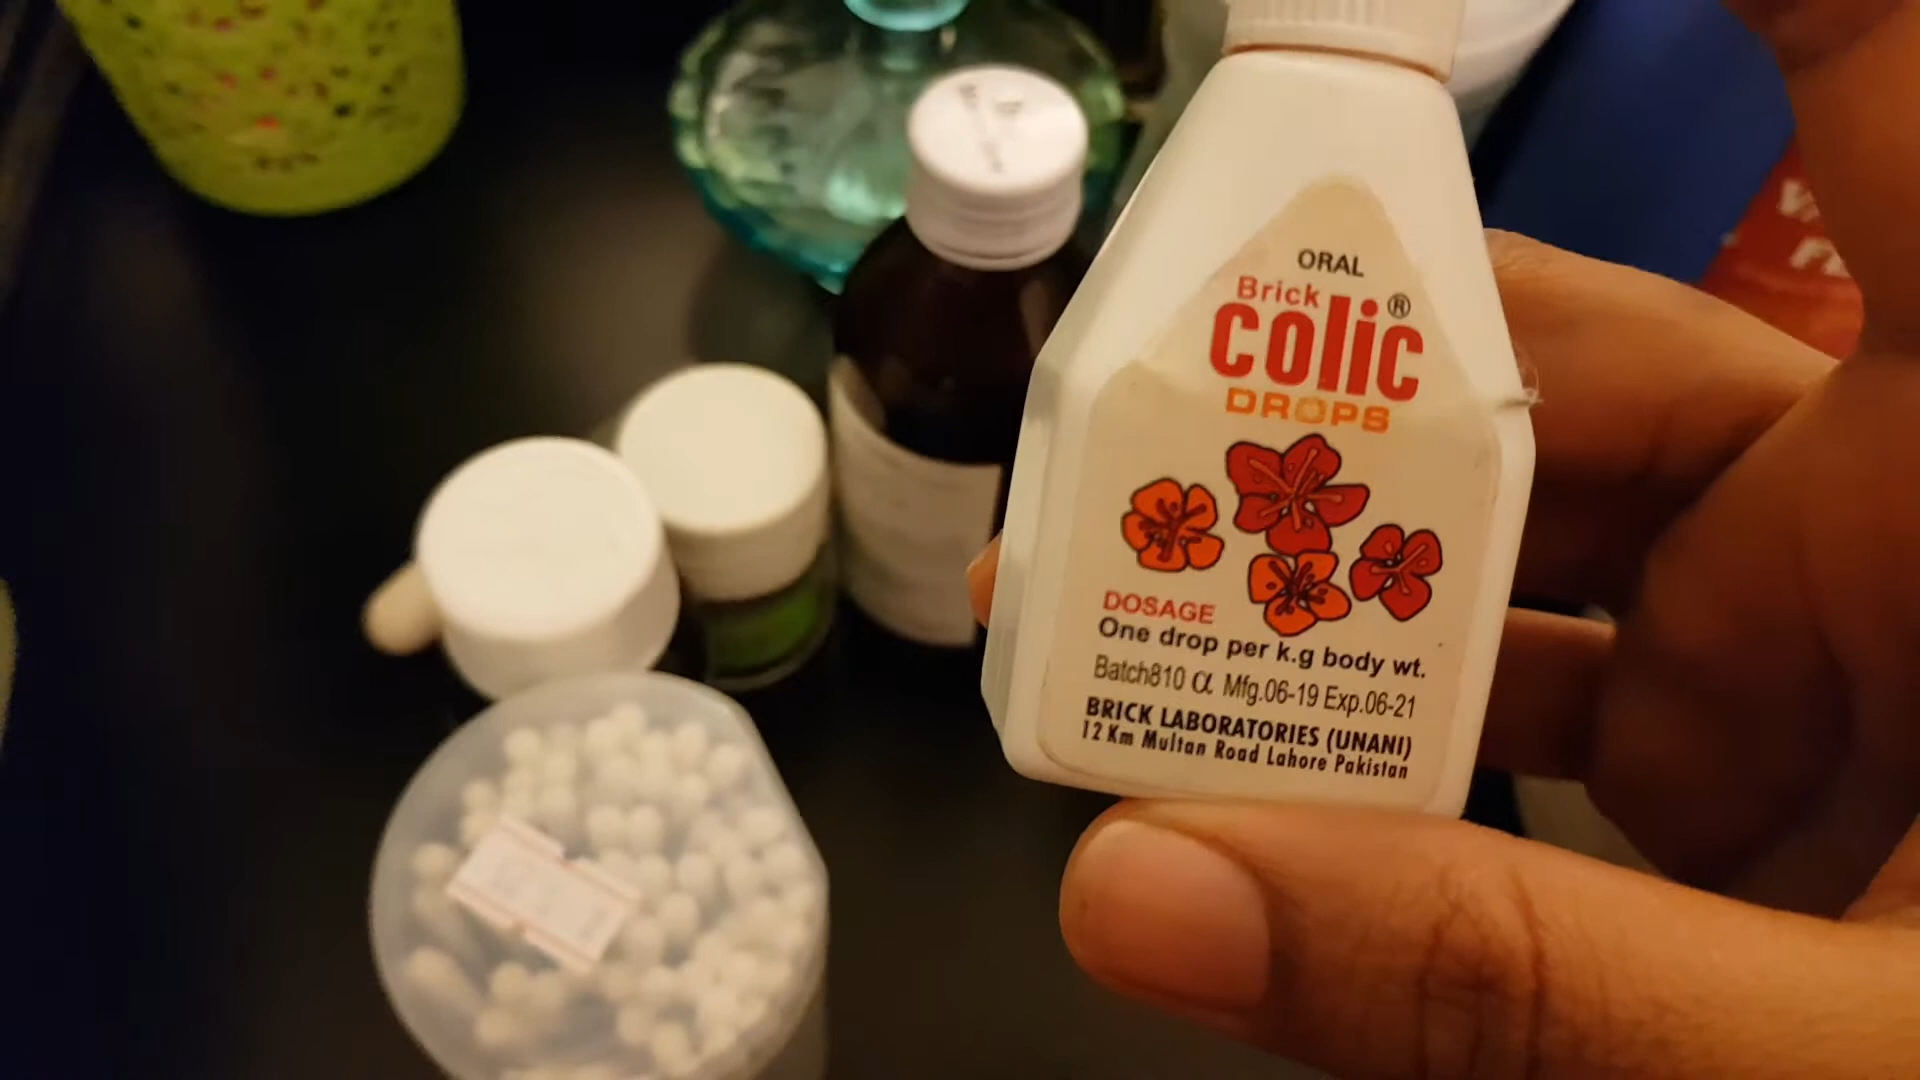 ORAL
Brick
colic®
DROPS
DOSAGE
One drop per k.g body wt.
Batch810 α Mfg.06-19 Exp.06-21
BRICK LABORATORIES (UNANI)
12 Km Multan Road Lahore Pakistan